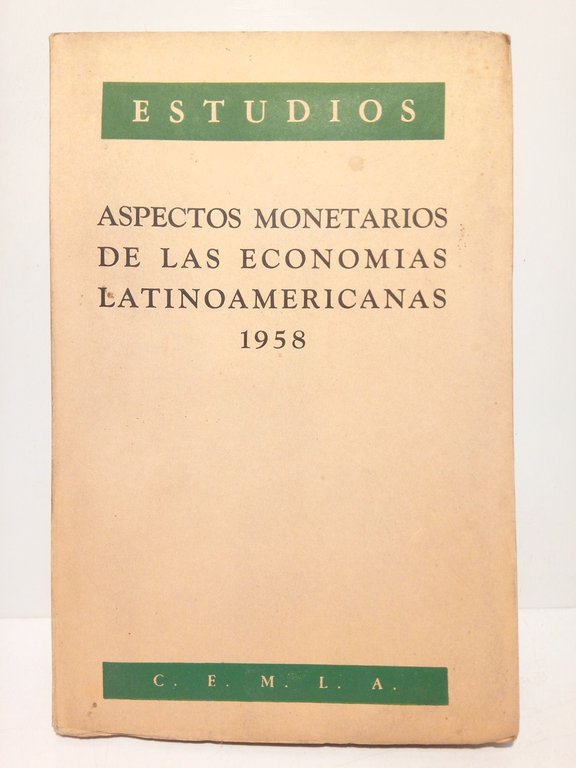 ESTUDIOS
ASPECTOS MONETARIOS
DE LAS ECONOMIAS
LATINOAMERICANAS
1958
C. E. M. L. A.